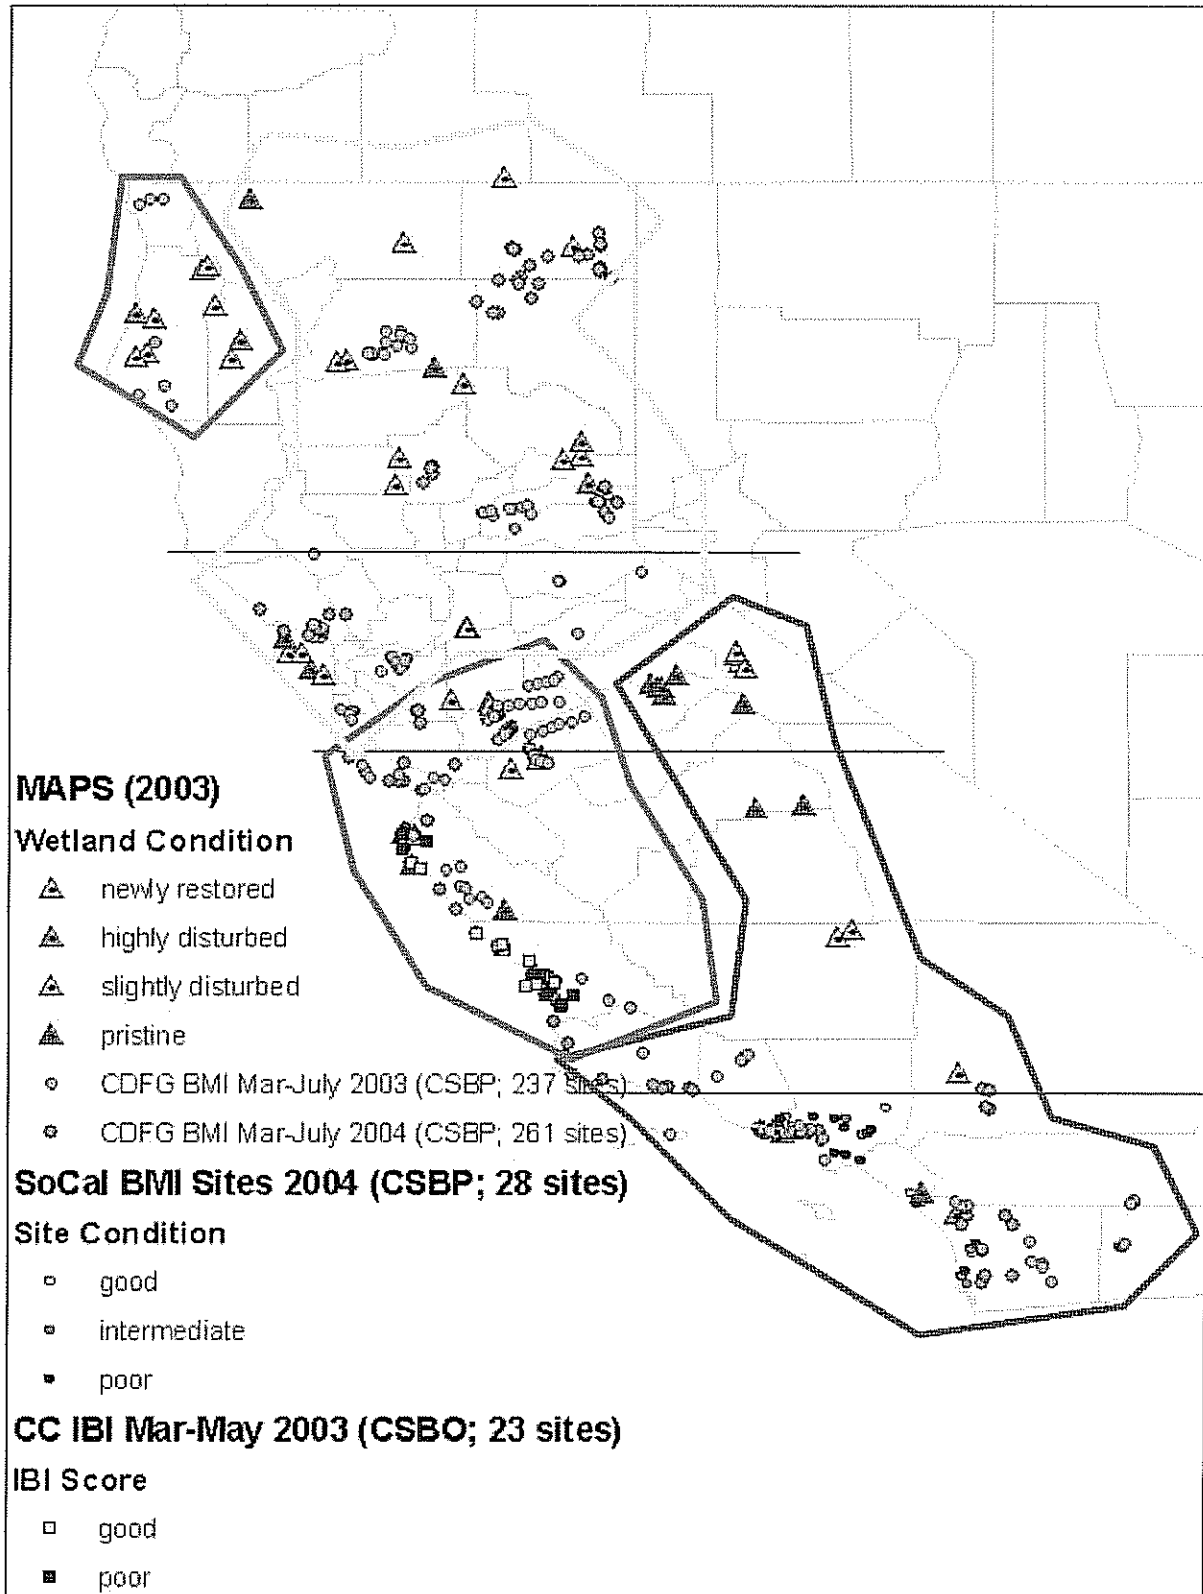 MAPS (2003)
Wetland Condition
newly restored
highly disturbed
slightly disturbed
pristine
CDFG BMI Mar-July 2003 (CSBP; 237 sites)
CDFG BMI Mar-July 2004 (CSBP; 261 sites)
SoCal BMI Sites 2004 (CSBP; 28 sites)
Site Condition
good
intermediate
poor
CC IBI Mar-May 2003 (CSBO; 23 sites)
IBI Score
good
poor